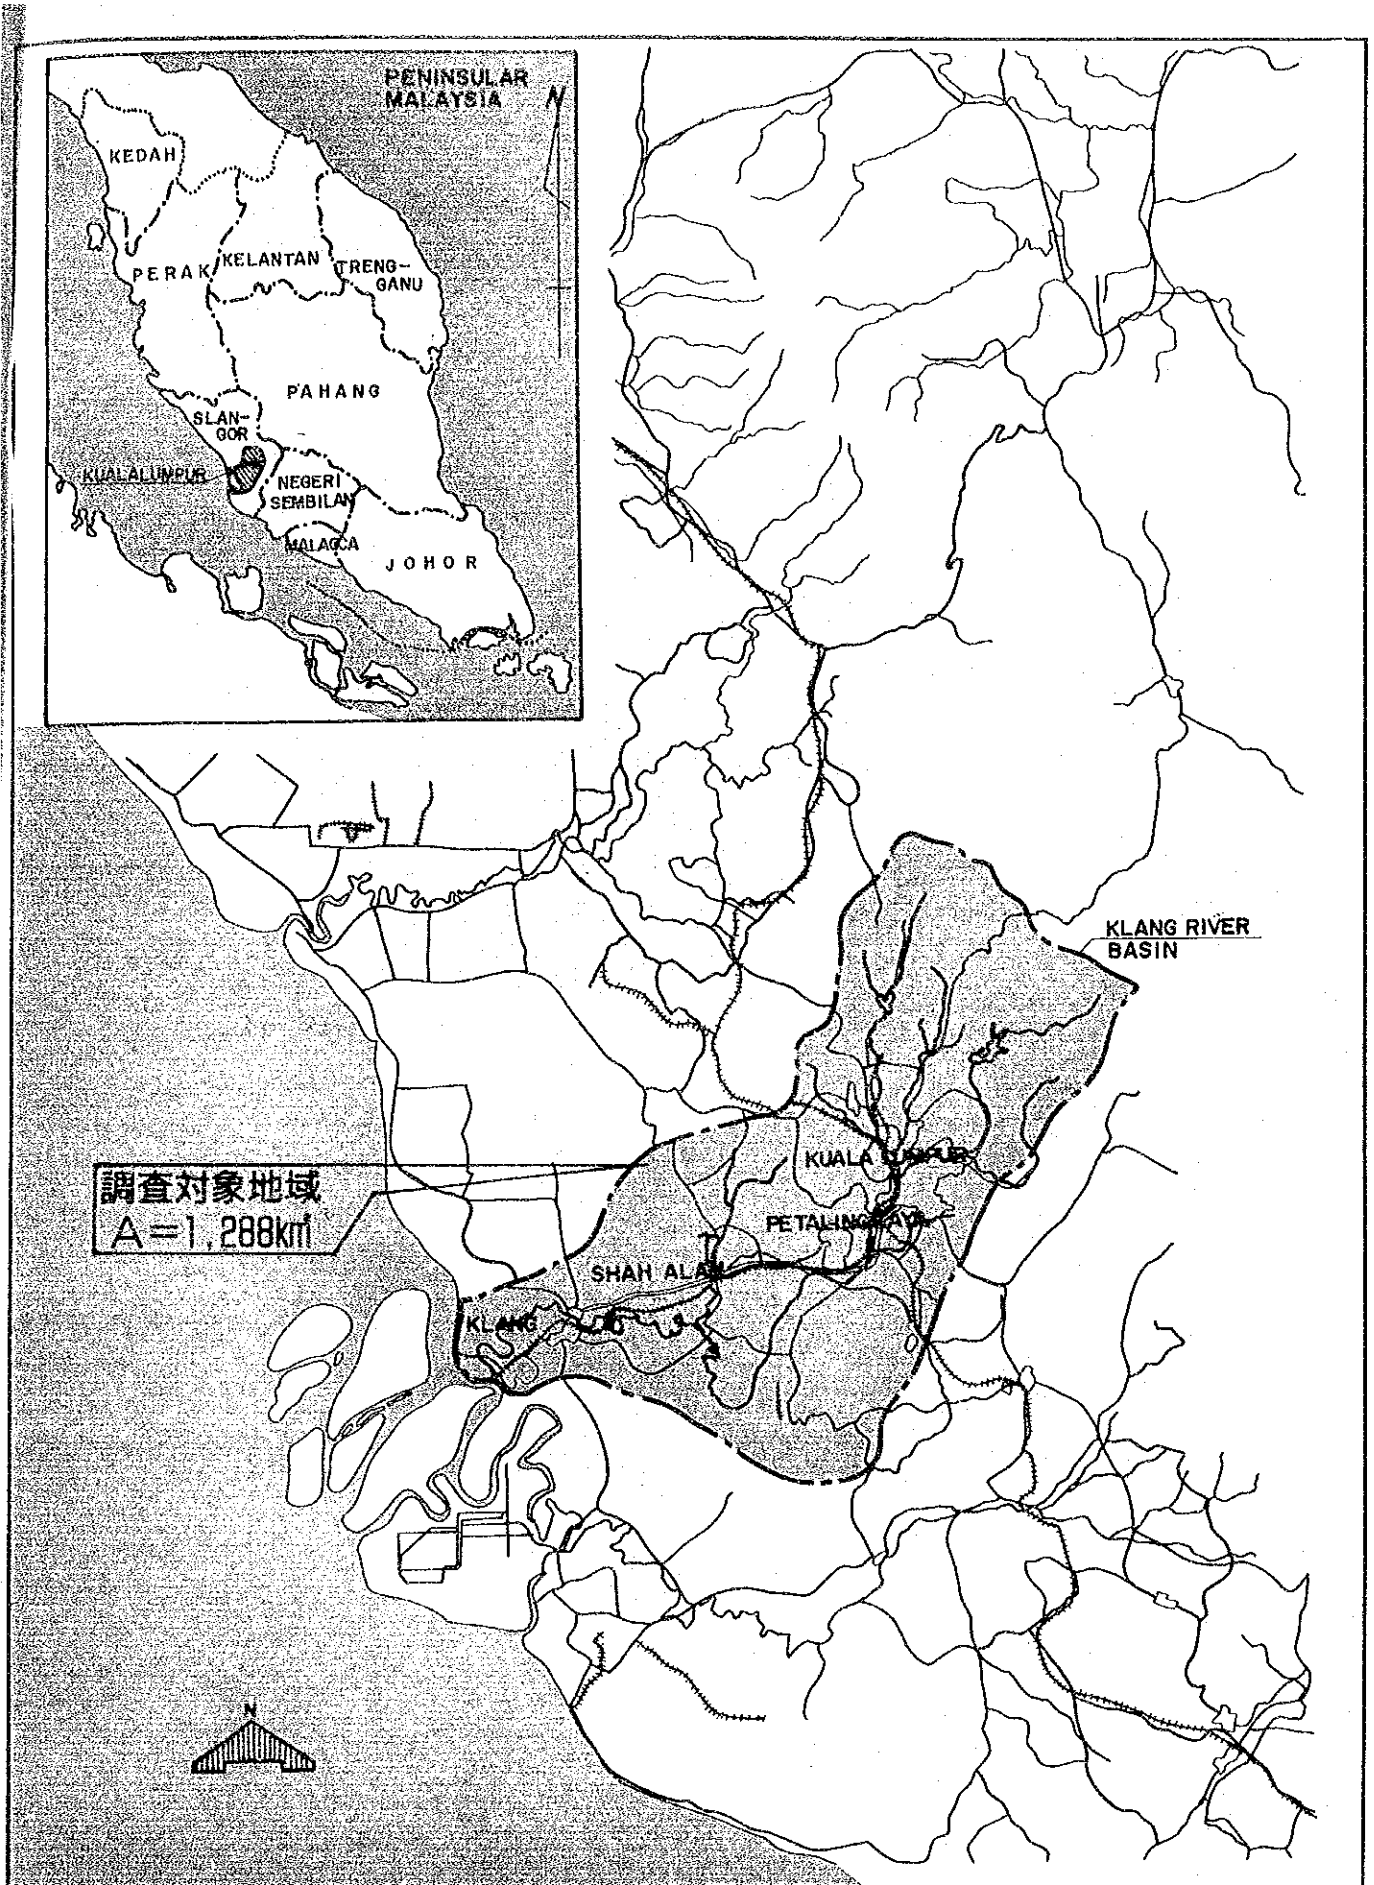 PENINSULAR
MALAYSIA
N
KEDAH
PERAK
KELANTAN
TRENG-
GANU
PAHANG
SLAN-
GOR
KUALALUMPUR
NEGERI
SEMBILAN
MALACCA
JOHOR
KLANG RIVER
BASIN
調査対象地域
A=1,288km²
KUALA LUMPUR
PETALING JAYA
SHAH ALAM
KLANG
N